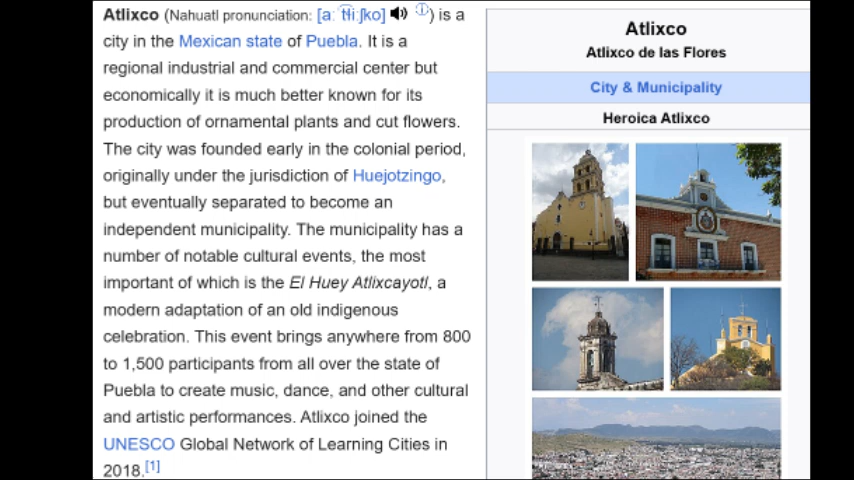 Atlixco (Nahuatl pronunciation: [aːˈt͡ɬiːʃko] ⓘ) is a
city in the Mexican state of Puebla. It is a
regional industrial and commercial center but
economically it is much better known for its
production of ornamental plants and cut flowers.
The city was founded early in the colonial period,
originally under the jurisdiction of Huejotzingo,
but eventually separated to become an
independent municipality. The municipality has a
number of notable cultural events, the most
important of which is the El Huey Atlixcayotl, a
modern adaptation of an old indigenous
celebration. This event brings anywhere from 800
to 1,500 participants from all over the state of
Puebla to create music, dance, and other cultural
and artistic performances. Atlixco joined the
UNESCO Global Network of Learning Cities in
2018.[1]
Atlixco
Atlixco de las Flores
City & Municipality
Heroica Atlixco